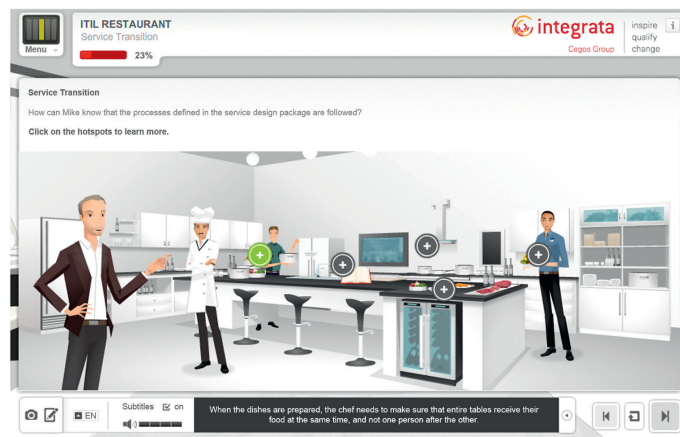 ITIL RESTAURANT
Service Transition
23%
Menu
integrata
Cegos Group
inspire
qualify
change
i
Service Transition
How can Mike know that the processes defined in the service design package are followed?
Click on the hotspots to learn more.
EN
Subtitles on
When the dishes are prepared, the chef needs to make sure that entire tables receive their
food at the same time, and not one person after the other.